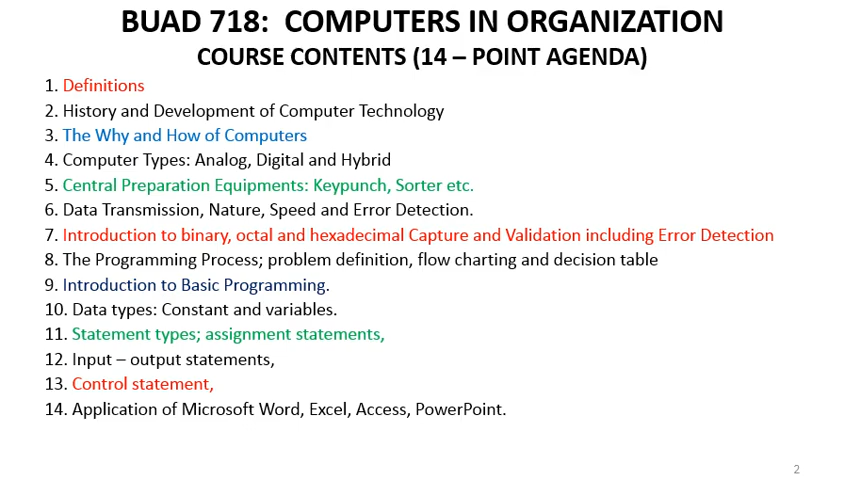 BUAD 718:  COMPUTERS IN ORGANIZATION
COURSE CONTENTS (14 – POINT AGENDA)
1. Definitions
2. History and Development of Computer Technology
3. The Why and How of Computers
4. Computer Types: Analog, Digital and Hybrid
5. Central Preparation Equipments: Keypunch, Sorter etc.
6. Data Transmission, Nature, Speed and Error Detection.
7. Introduction to binary, octal and hexadecimal Capture and Validation including Error Detection
8. The Programming Process; problem definition, flow charting and decision table
9. Introduction to Basic Programming.
10. Data types: Constant and variables.
11. Statement types; assignment statements,
12. Input – output statements,
13. Control statement,
14. Application of Microsoft Word, Excel, Access, PowerPoint.
2